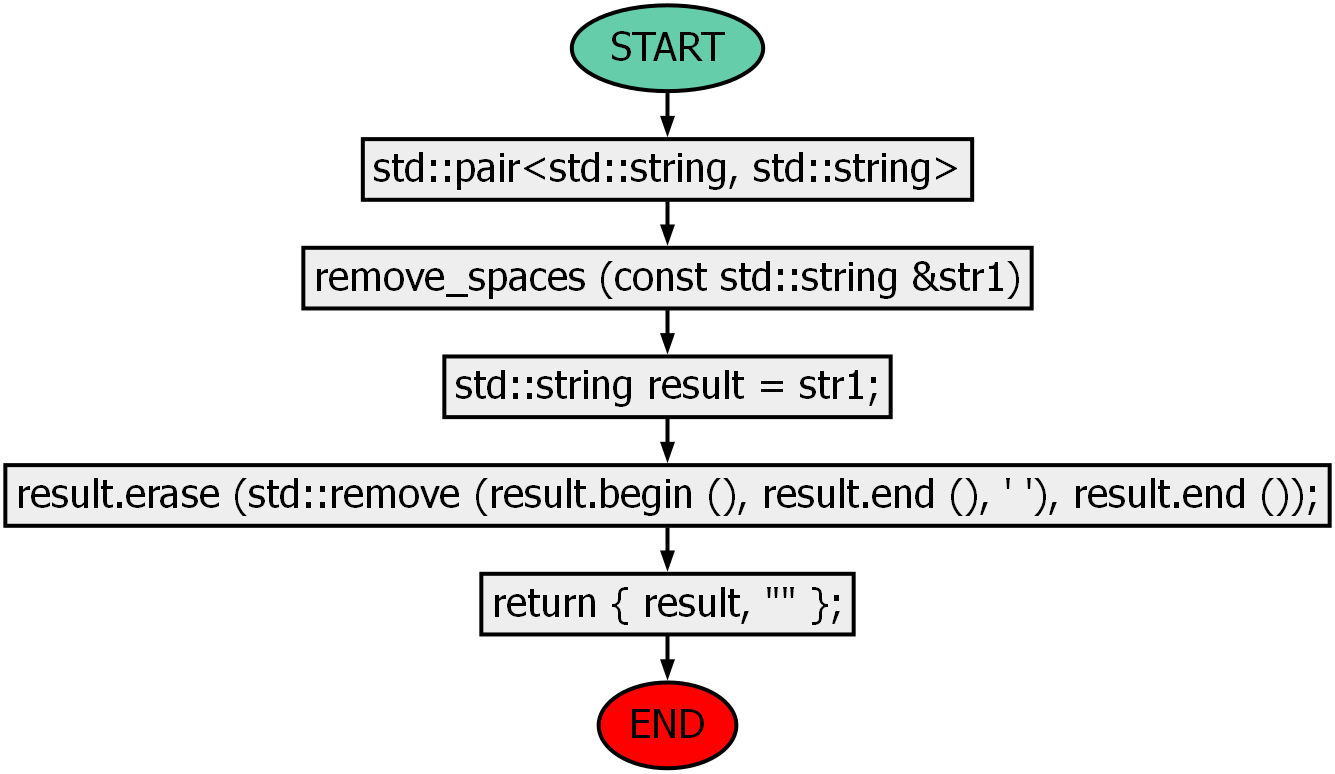 START
std::pair<std::string, std::string>
remove_spaces (const std::string &str1)
std::string result = str1;
result.erase (std::remove (result.begin (), result.end (), ' '), result.end ());
return { result, "" };
END